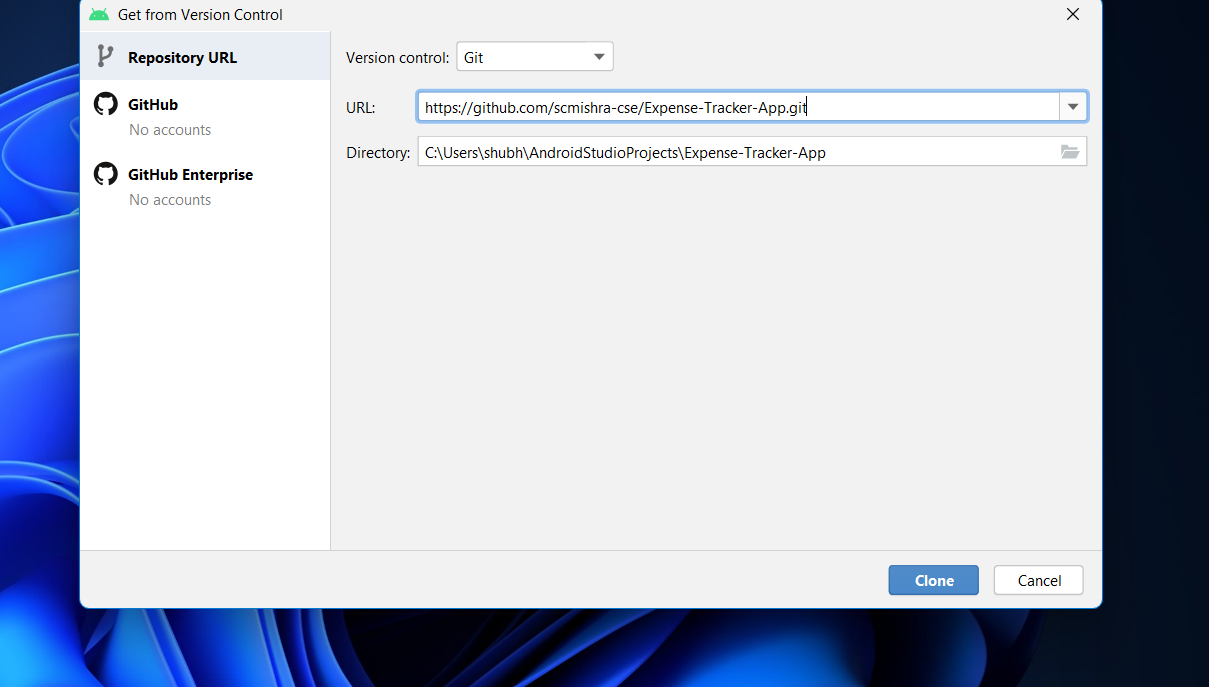 Get from Version Control
Repository URL
GitHub
No accounts
GitHub Enterprise
No accounts
Version control: Git
URL: https://github.com/scmishra-cse/Expense-Tracker-App.git
Directory: C:\Users\shubh\AndroidStudioProjects\Expense-Tracker-App
Clone Cancel